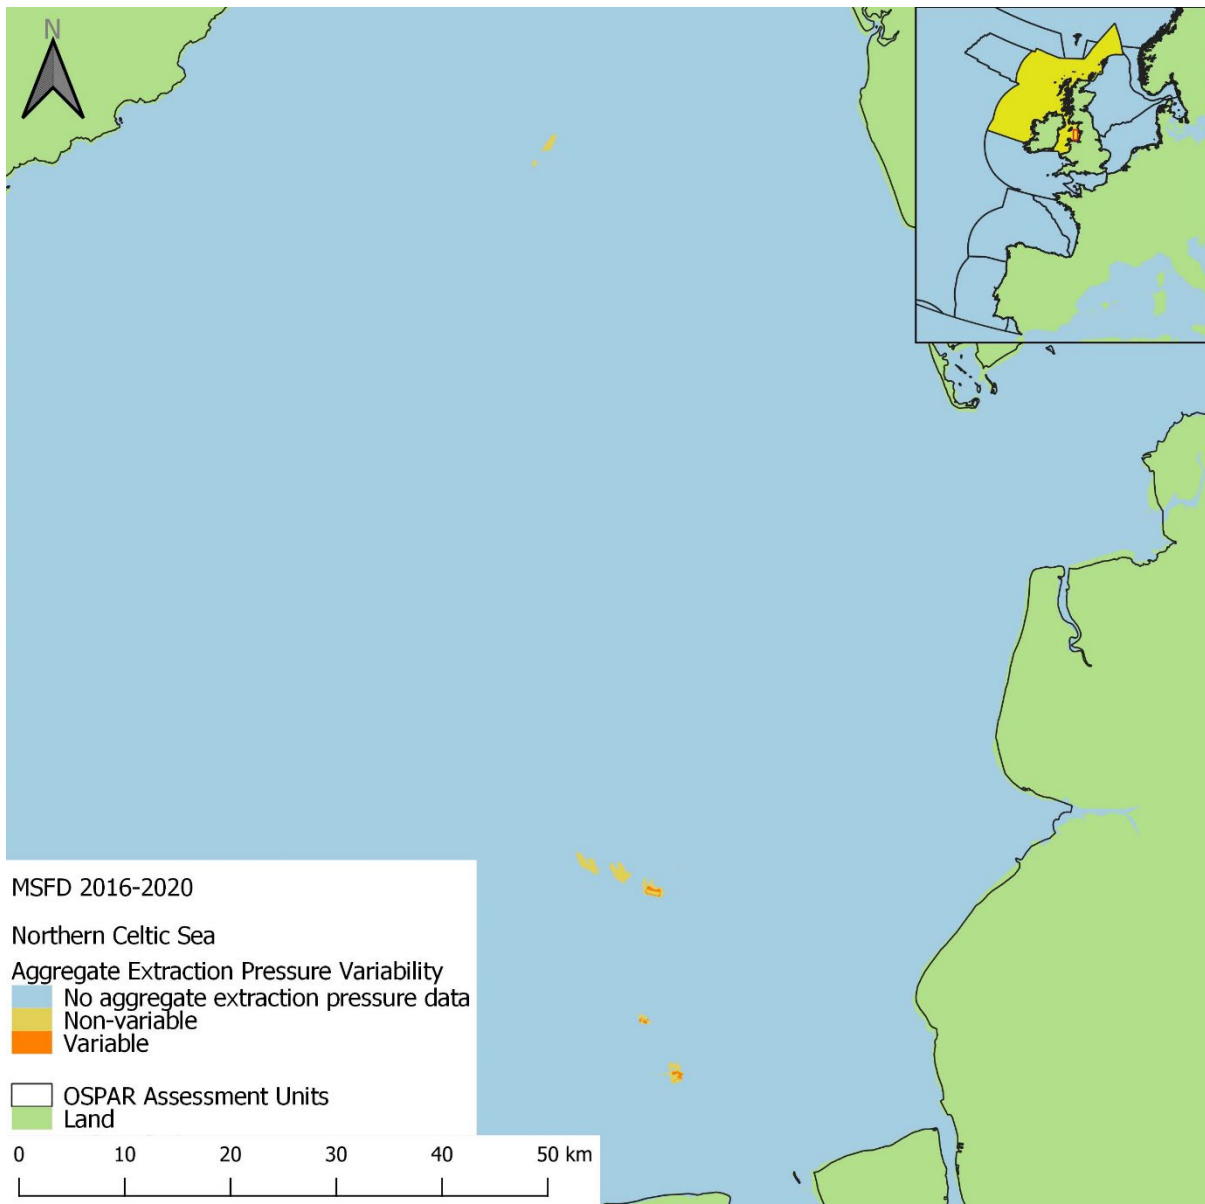 N
MSFD 2016-2020
Northern Celtic Sea
Aggregate Extraction Pressure Variability
No aggregate extraction pressure data
Non-variable
Variable
OSPAR Assessment Units
Land
0 10 20 30 40 50 km